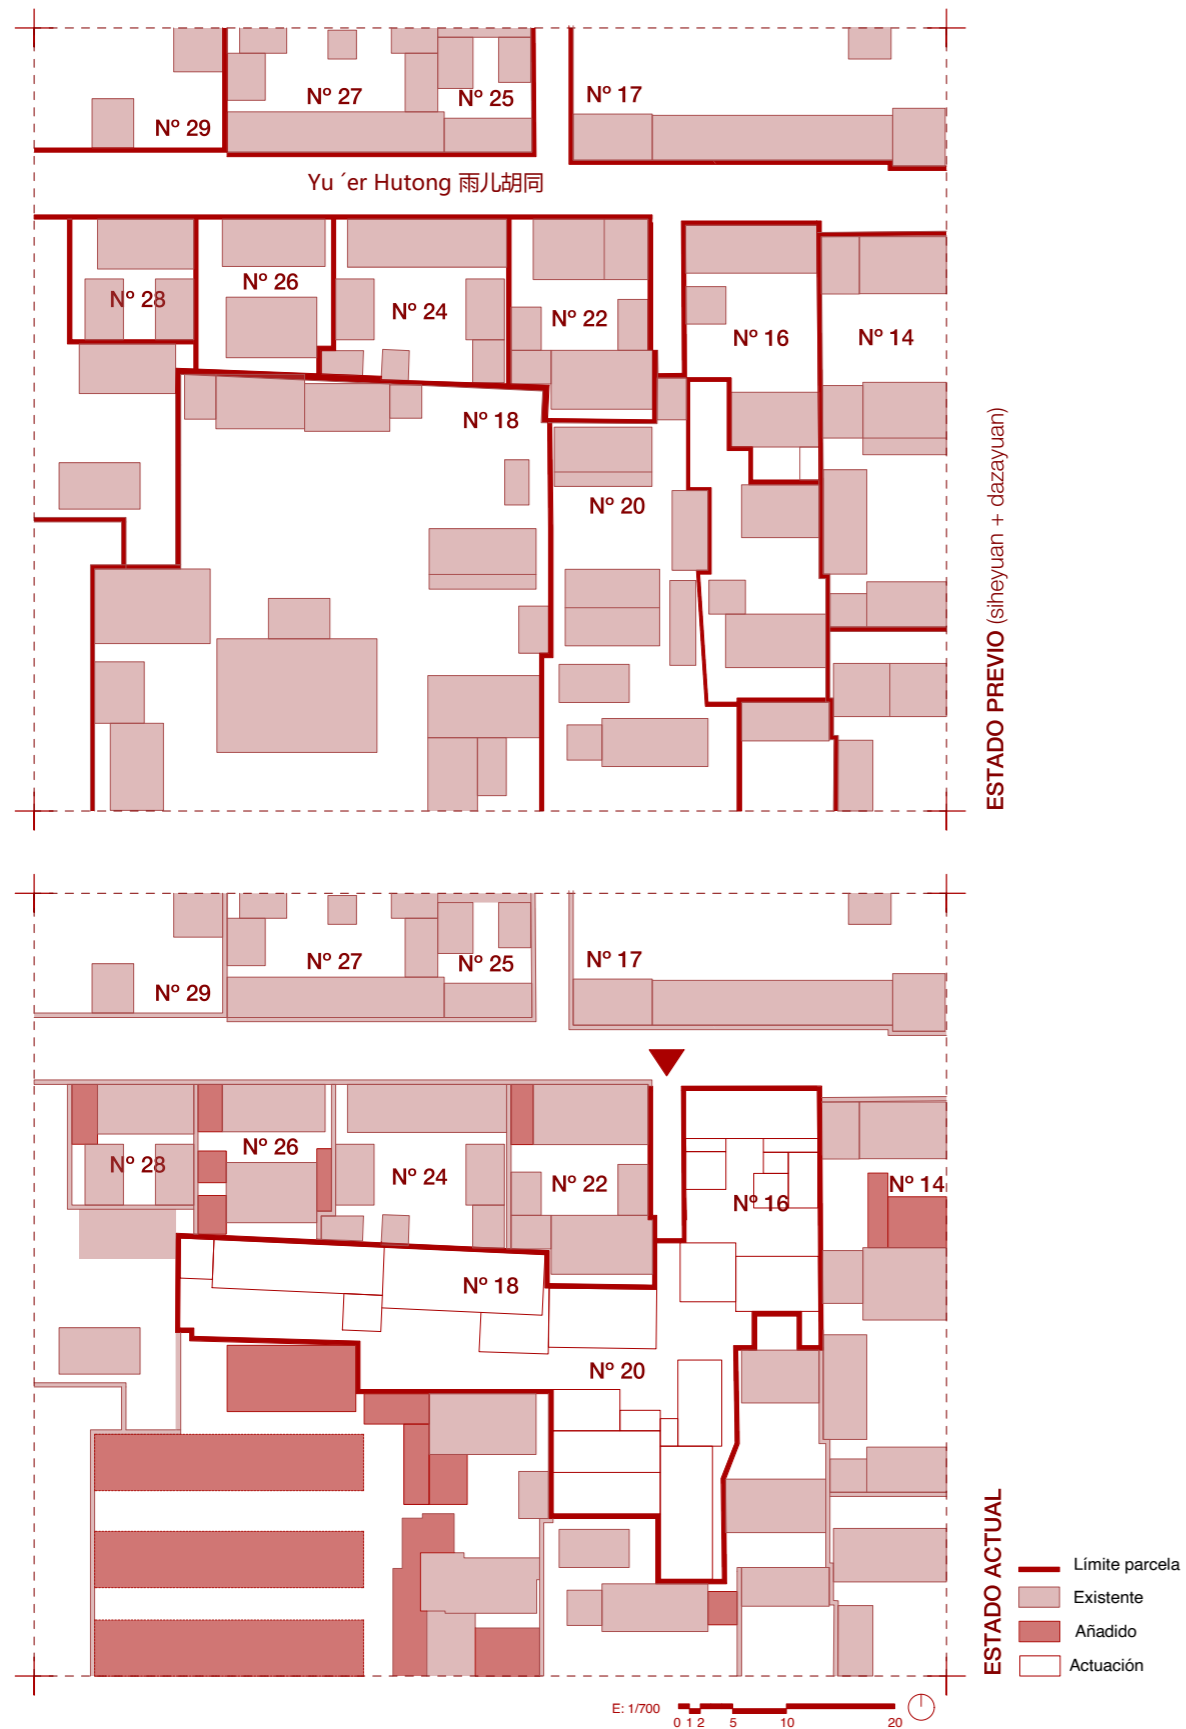 Nº 27
Nº 25
Nº 17
Nº 29
Yu ´er Hutong 雨儿胡同
Nº 28
Nº 26
Nº 24
Nº 22
Nº 16
Nº 14
Nº 18
Nº 20
ESTADO PREVIO (siheyuan + dazayuan)
Nº 27
Nº 25
Nº 17
Nº 29
Nº 28
Nº 26
Nº 24
Nº 22
Nº 16
Nº 14
Nº 18
Nº 20
ESTADO ACTUAL
Límite parcela
Existente
Añadido
Actuación
E: 1/700
0 1 2 5 10 20